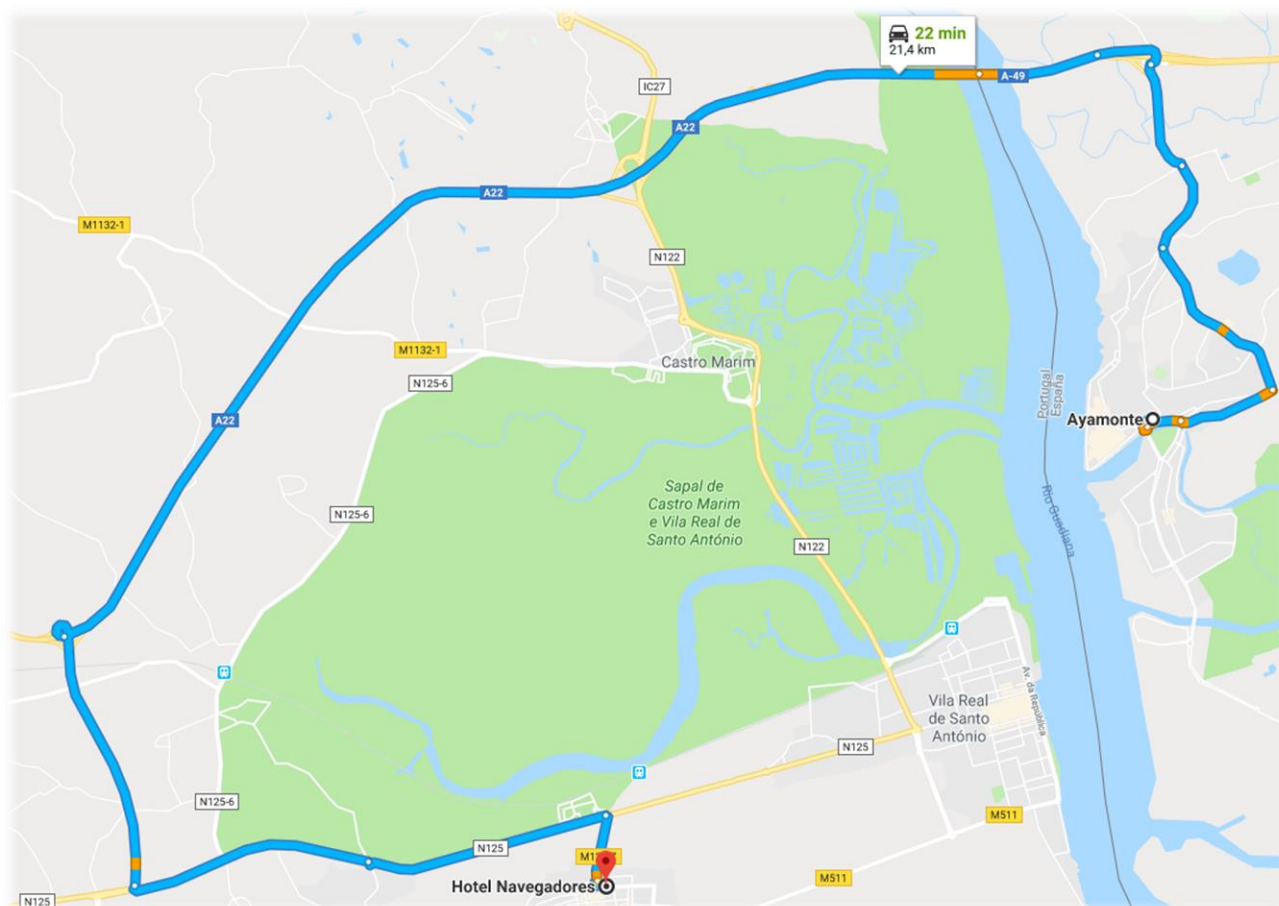 22 min
21,4 km
IC27
A-49
A22
A22
M1132-1
N122
M1132-1
Castro Marim
N125-6
Portugal
España
A22
Ayamonte
Sapal de
Castro Marim
e Vila Real de
Santo António
N125-6
Rio Guadiana
N122
Av. da República
Vila Real
de Santo
António
N125
N125-6
M511
N125
Hotel Navegadores
M511
N125